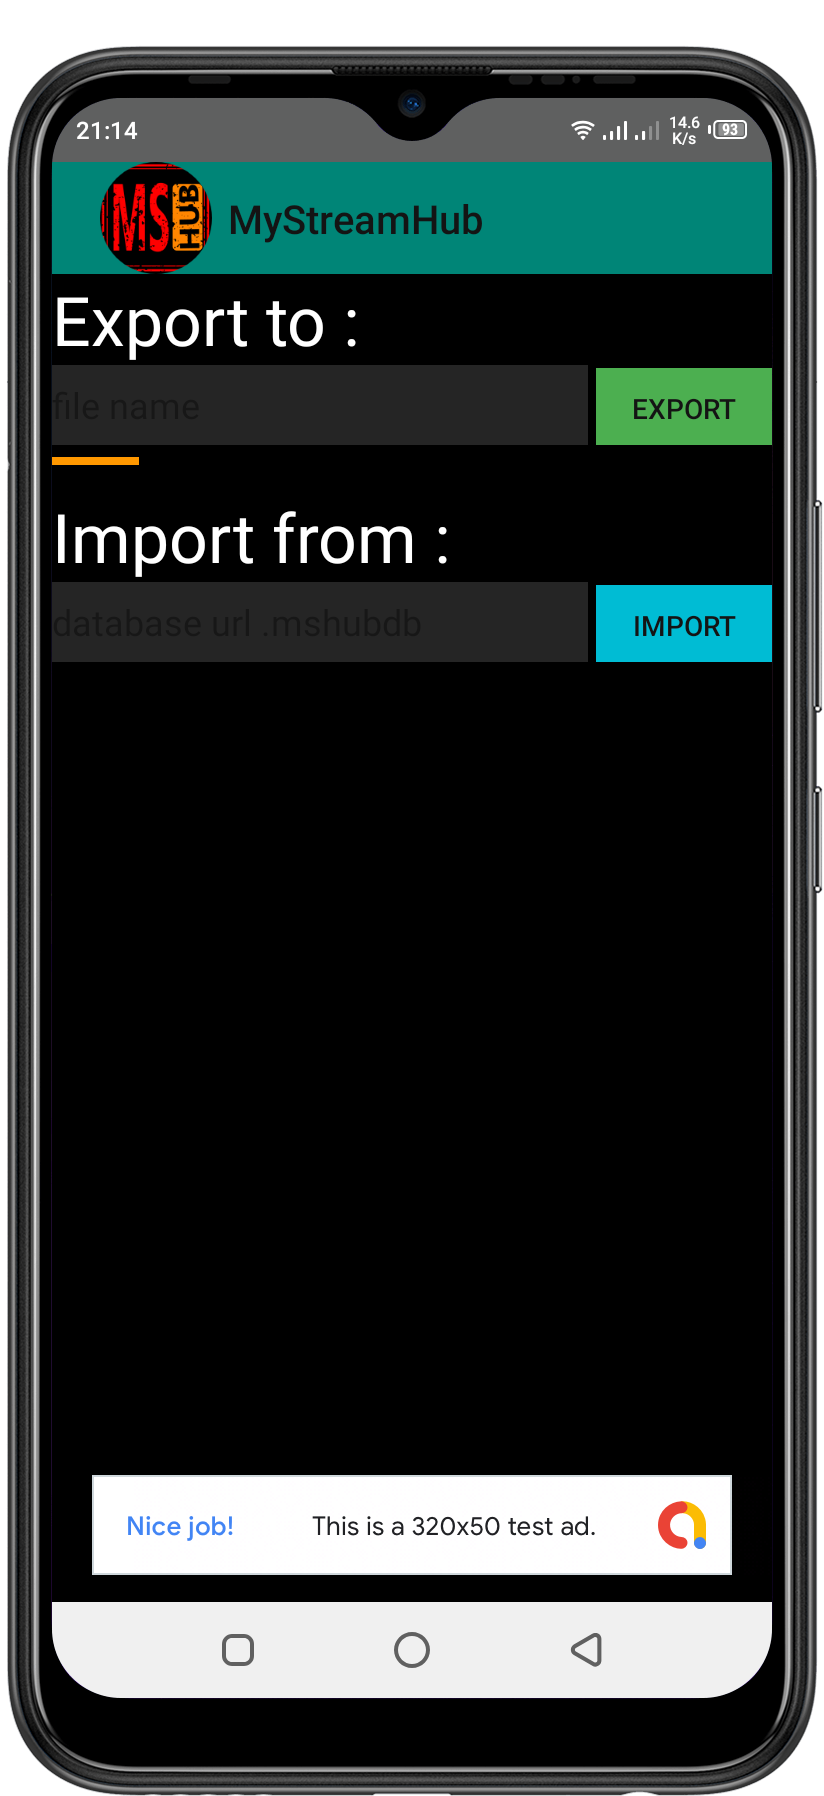 21:14
14.6
K/s
93
MS
HUB
MyStreamHub
Export to :
file name
EXPORT
Import from :
database url .mshubdb
IMPORT
Nice job!
This is a 320x50 test ad.